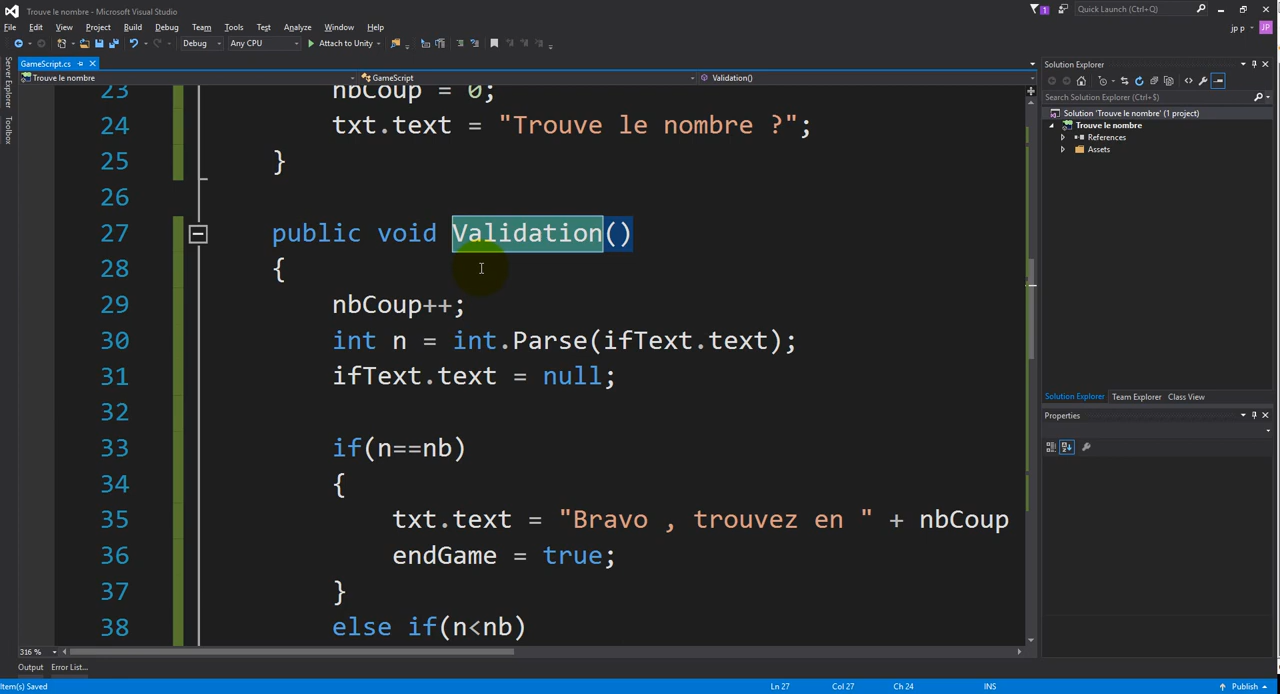 Trouve le nombre - Microsoft Visual Studio
1
Quick Launch (Ctrl+Q)
File Edit View Project Build Debug Team Tools Test Analyze Window Help
jp p JP
Debug Any CPU Attach to Unity
Server Explorer
Toolbox
GameScript.cs
Trouve le nombre GameScript Validation()
23 nbCoup = 0;
24 txt.text = "Trouve le nombre ?";
25 }
26
27 public void Validation()
28 {
29 nbCoup++;
30 int n = int.Parse(ifText.text);
31 ifText.text = null;
32
33 if(n==nb)
34 {
35 txt.text = "Bravo , trouvez en " + nbCoup
36 endGame = true;
37 }
38 else if(n<nb)
316 %
Solution Explorer
Search Solution Explorer (Ctrl+$)
Solution 'Trouve le nombre' (1 project)
Trouve le nombre
References
Assets
Solution Explorer Team Explorer Class View
Properties
Output Error List...
Item(s) Saved Ln 27 Col 27 Ch 24 INS Publish